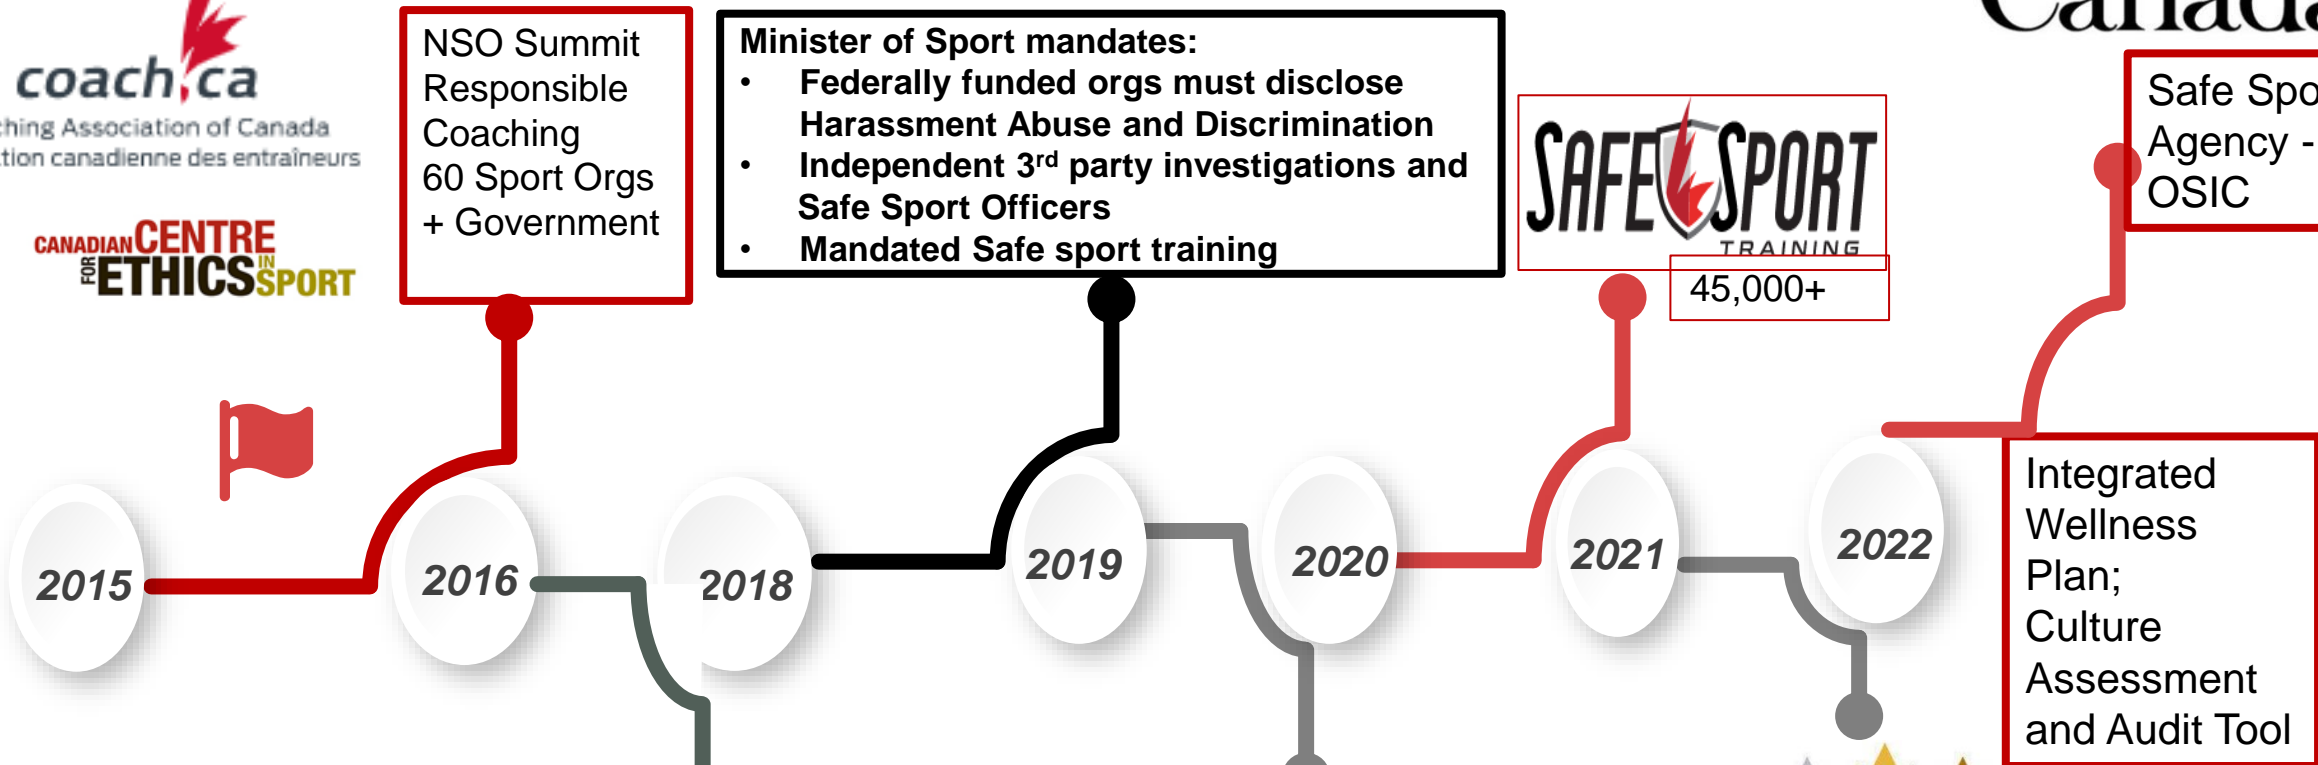 coach.ca
Association of Canada
canadienne des entraîneurs
CANADIAN CENTRE
FOR ETHICS IN SPORT
NSO Summit
Responsible
Coaching
60 Sport Orgs
+ Government
Minister of Sport mandates:
• Federally funded orgs must disclose
Harassment Abuse and Discrimination
• Independent 3rd party investigations and
Safe Sport Officers
• Mandated Safe sport training
SAFE SPORT
TRAINING
45,000+
Canada
Safe Spo
Agency -
OSIC
2015
2016
2018
2019
2020
2021
2022
Integrated
Wellness
Plan;
Culture
Assessment
and Audit Tool